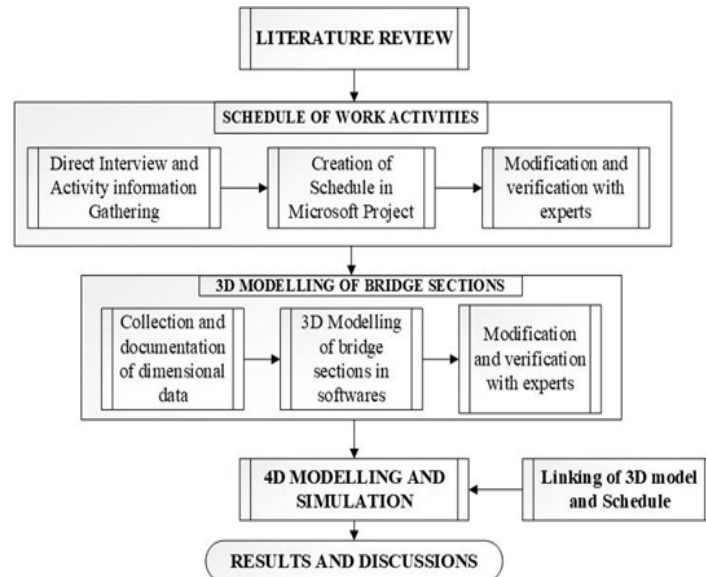 LITERATURE REVIEW
SCHEDULE OF WORK ACTIVITIES
Direct Interview and
Activity information
Gathering
Creation of
Schedule in
Microsoft Project
Modification and
verification with
experts
3D MODELLING OF BRIDGE SECTIONS
Collection and
documentation
of dimensional
data
3D Modelling
of bridge
sections in
softwares
Modification
and verification
with experts
4D MODELLING AND
SIMULATION
Linking of 3D model
and Schedule
RESULTS AND DISCUSSIONS